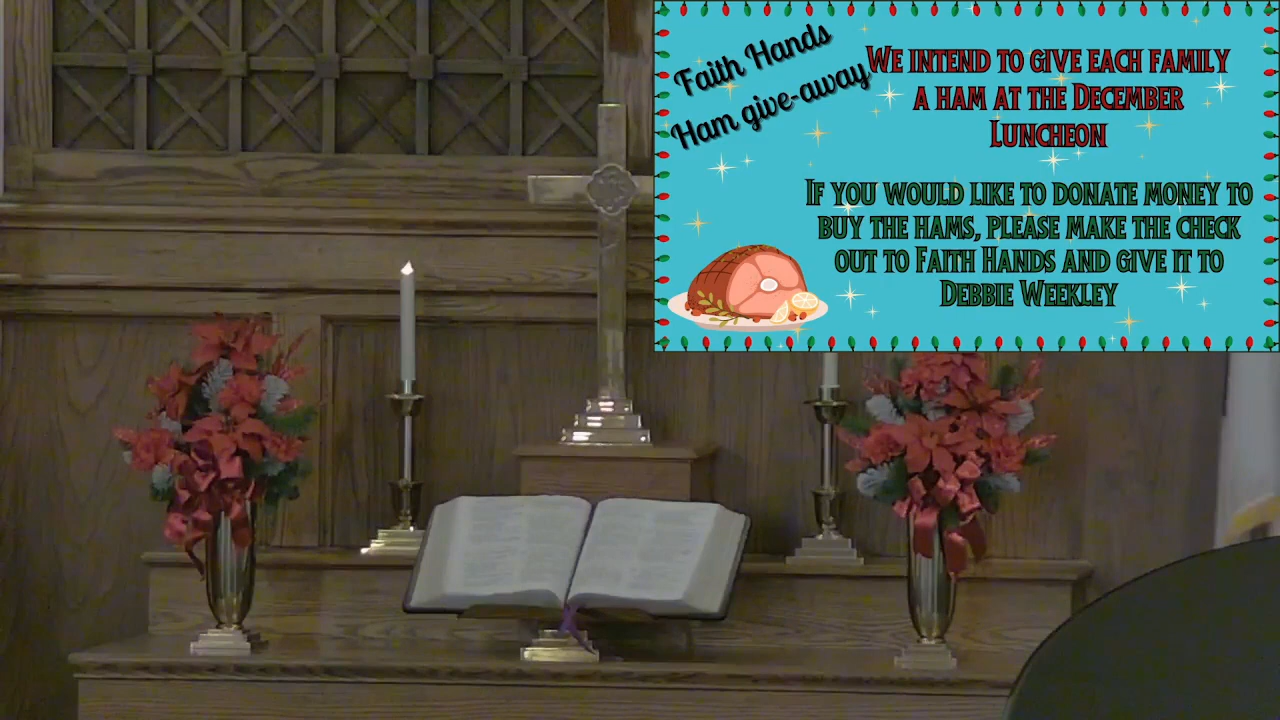 Faith Hands
Ham give-away
We intend to give each family
a ham at the December
Luncheon
If you would like to donate money to
buy the hams, please make the check
out to Faith Hands and give it to
Debbie Weekley